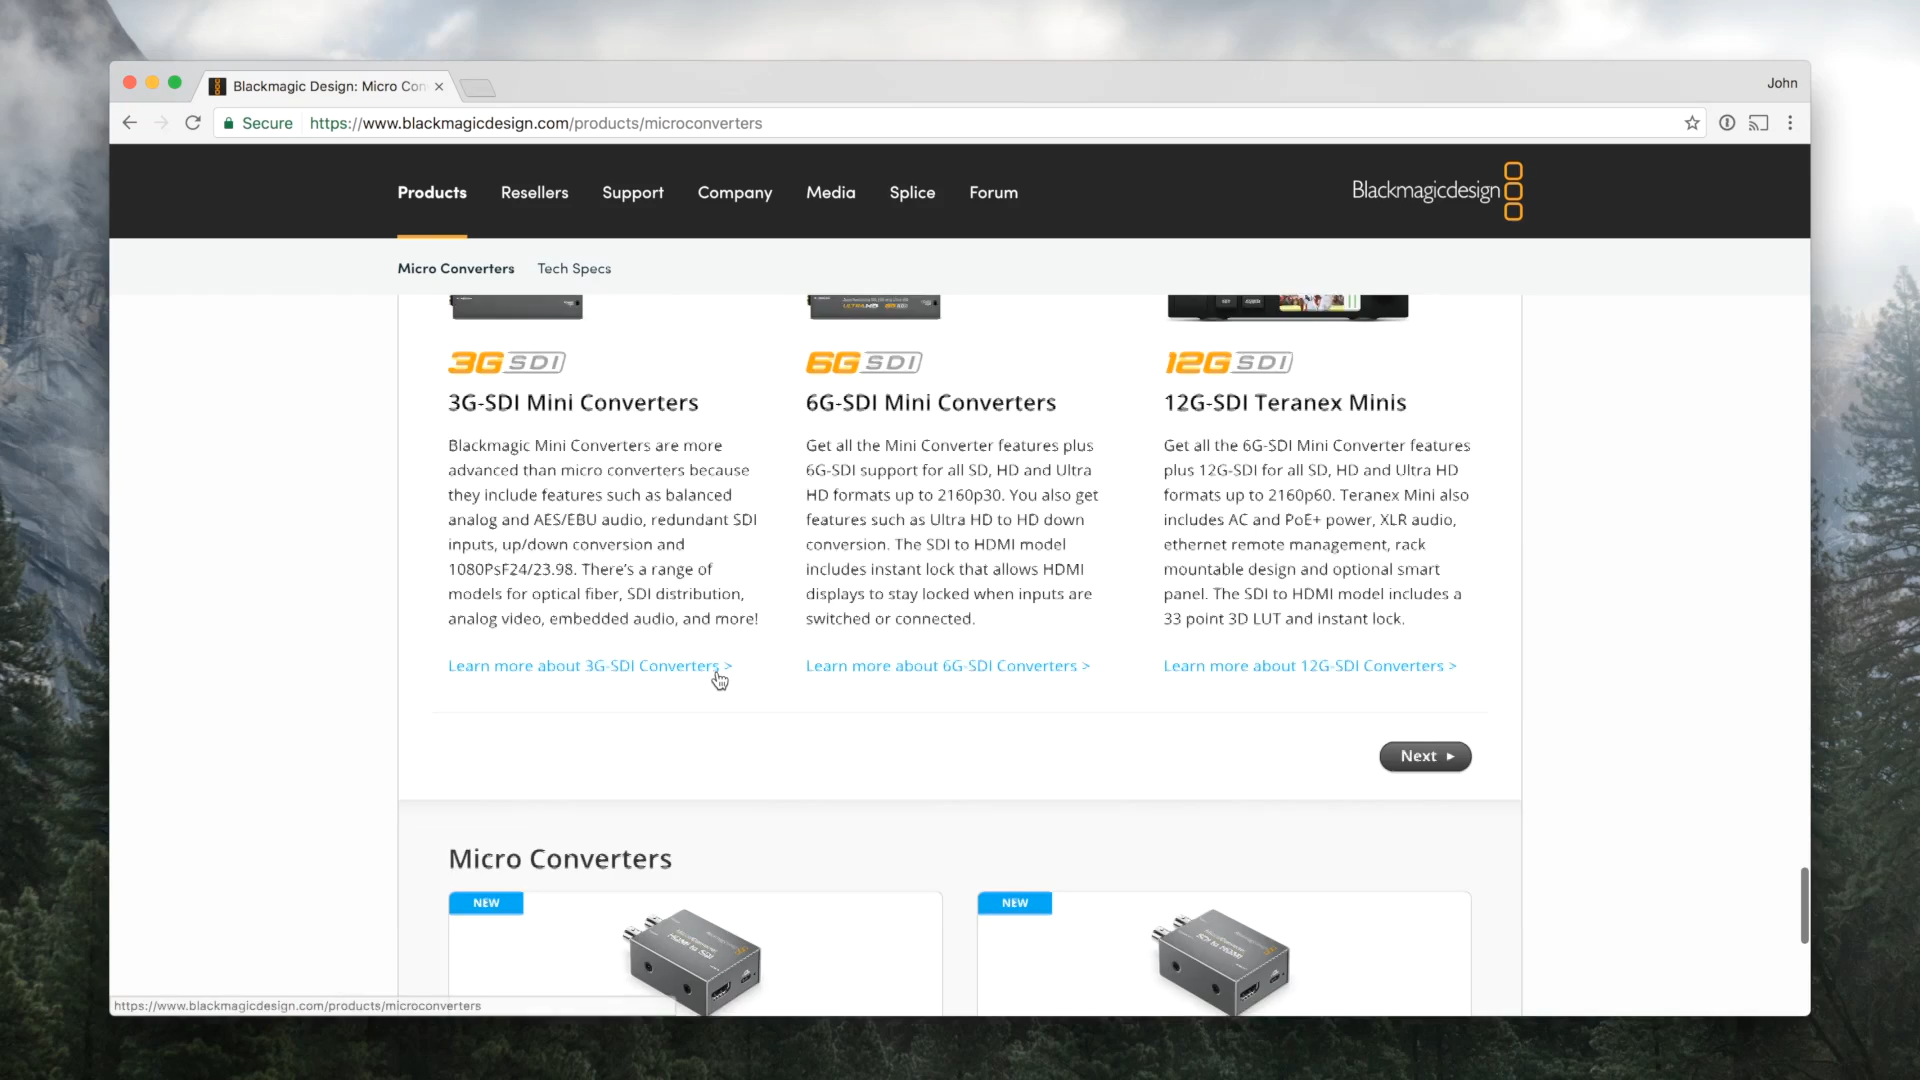 Blackmagic Design: Micro Con
John
Secure
https://www.blackmagicdesign.com/products/microconverters
Products
Resellers
Support
Company
Media
Splice
Forum
Blackmagicdesign
Micro Converters
Tech Specs
3G SDI
6G SDI
12G SDI
3G-SDI Mini Converters
Blackmagic Mini Converters are more
advanced than micro converters because
they include features such as balanced
analog and AES/EBU audio, redundant SDI
inputs, up/down conversion and
1080PsF24/23.98. There's a range of
models for optical fiber, SDI distribution,
analog video, embedded audio, and more!
Learn more about 3G-SDI Converters >
6G-SDI Mini Converters
Get all the Mini Converter features plus
6G-SDI support for all SD, HD and Ultra
HD formats up to 2160p30. You also get
features such as Ultra HD to HD down
conversion. The SDI to HDMI model
includes instant lock that allows HDMI
displays to stay locked when inputs are
switched or connected.
Learn more about 6G-SDI Converters >
12G-SDI Teranex Minis
Get all the 6G-SDI Mini Converter features
plus 12G-SDI for all SD, HD and Ultra HD
formats up to 2160p60. Teranex Mini also
includes AC and PoE+ power, XLR audio,
ethernet remote management, rack
mountable design and optional smart
panel. The SDI to HDMI model includes a
33 point 3D LUT and instant lock.
Learn more about 12G-SDI Converters >
Next
Micro Converters
NEW
NEW
HDMI to SDI
SDI to HDMI
https://www.blackmagicdesign.com/products/microconverters